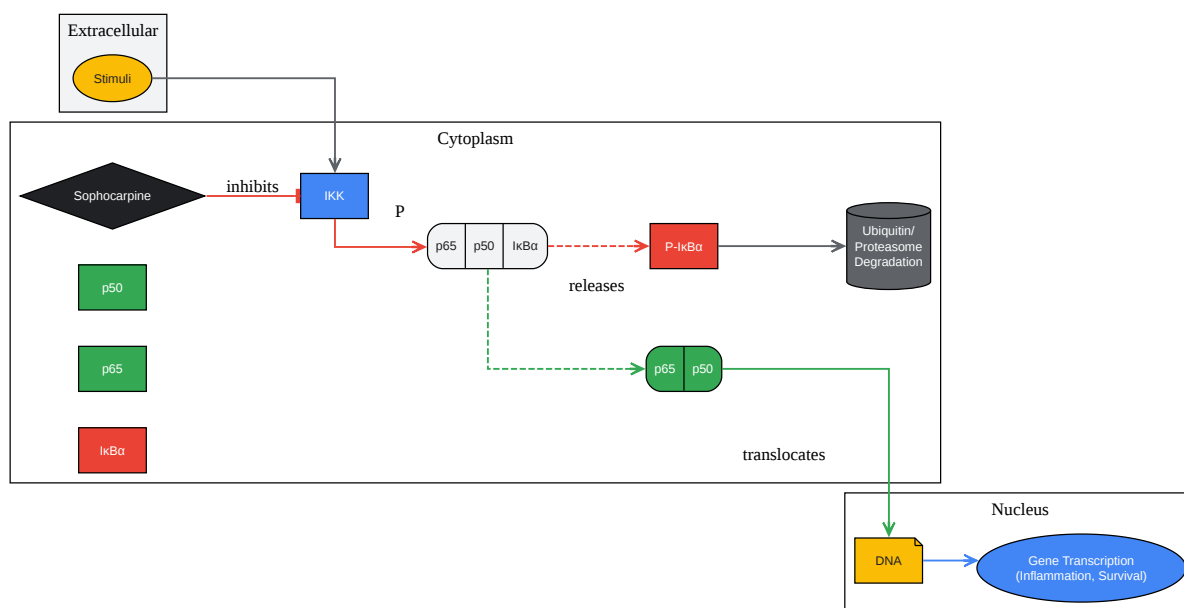 Extracellular
Stimuli
Cytoplasm
Sophocarpine
inhibits
IKK
P
p65
p50
IκBα
releases
P-IκBα
Ubiquitin/
Proteasome
Degradation
p50
p65
p65
p50
IκBα
translocates
Nucleus
DNA
Gene Transcription
(Inflammation, Survival)